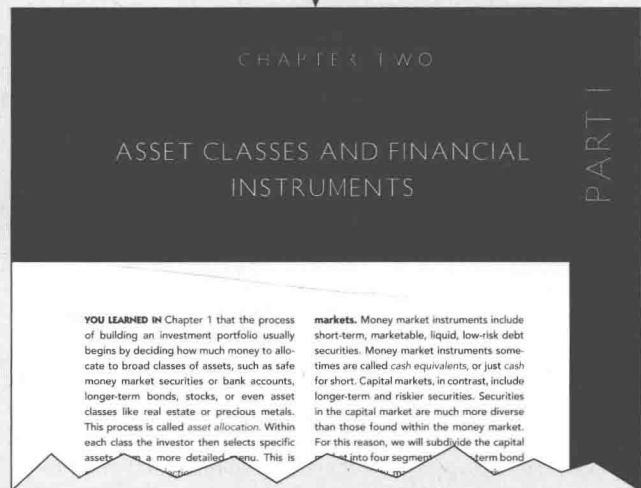 CHAPTER TWO
PART I
ASSET CLASSES AND FINANCIAL
INSTRUMENTS
YOU LEARNED IN Chapter 1 that the process
of building an investment portfolio usually
begins by deciding how much money to allo-
cate to broad classes of assets, such as safe
money market securities or bank accounts,
longer-term bonds, stocks, or even asset
classes like real estate or precious metals.
This process is called asset allocation. Within
each class the investor then selects specific
assets a more detailed menu. This is
markets. Money market instruments include
short-term, marketable, liquid, low-risk debt
securities. Money market instruments some-
times are called cash equivalents, or just cash
for short. Capital markets, in contrast, include
longer-term and riskier securities. Securities
in the capital market are much more diverse
than those found within the money market.
For this reason, we will subdivide the capital
into four term bond